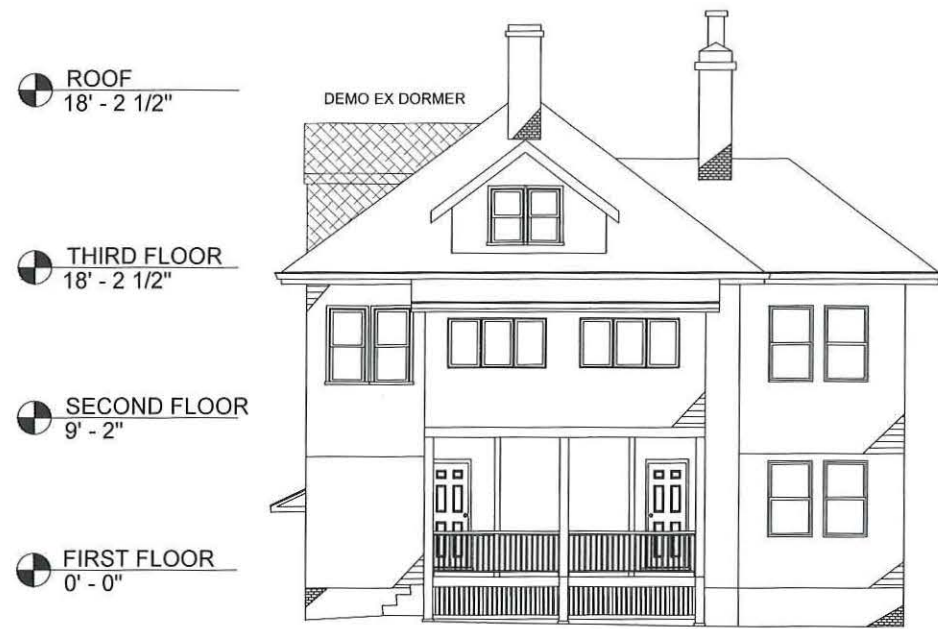 ROOF
18' - 2 1/2"
DEMO EX DORMER
THIRD FLOOR
18' - 2 1/2"
SECOND FLOOR
9' - 2"
FIRST FLOOR
0' - 0"